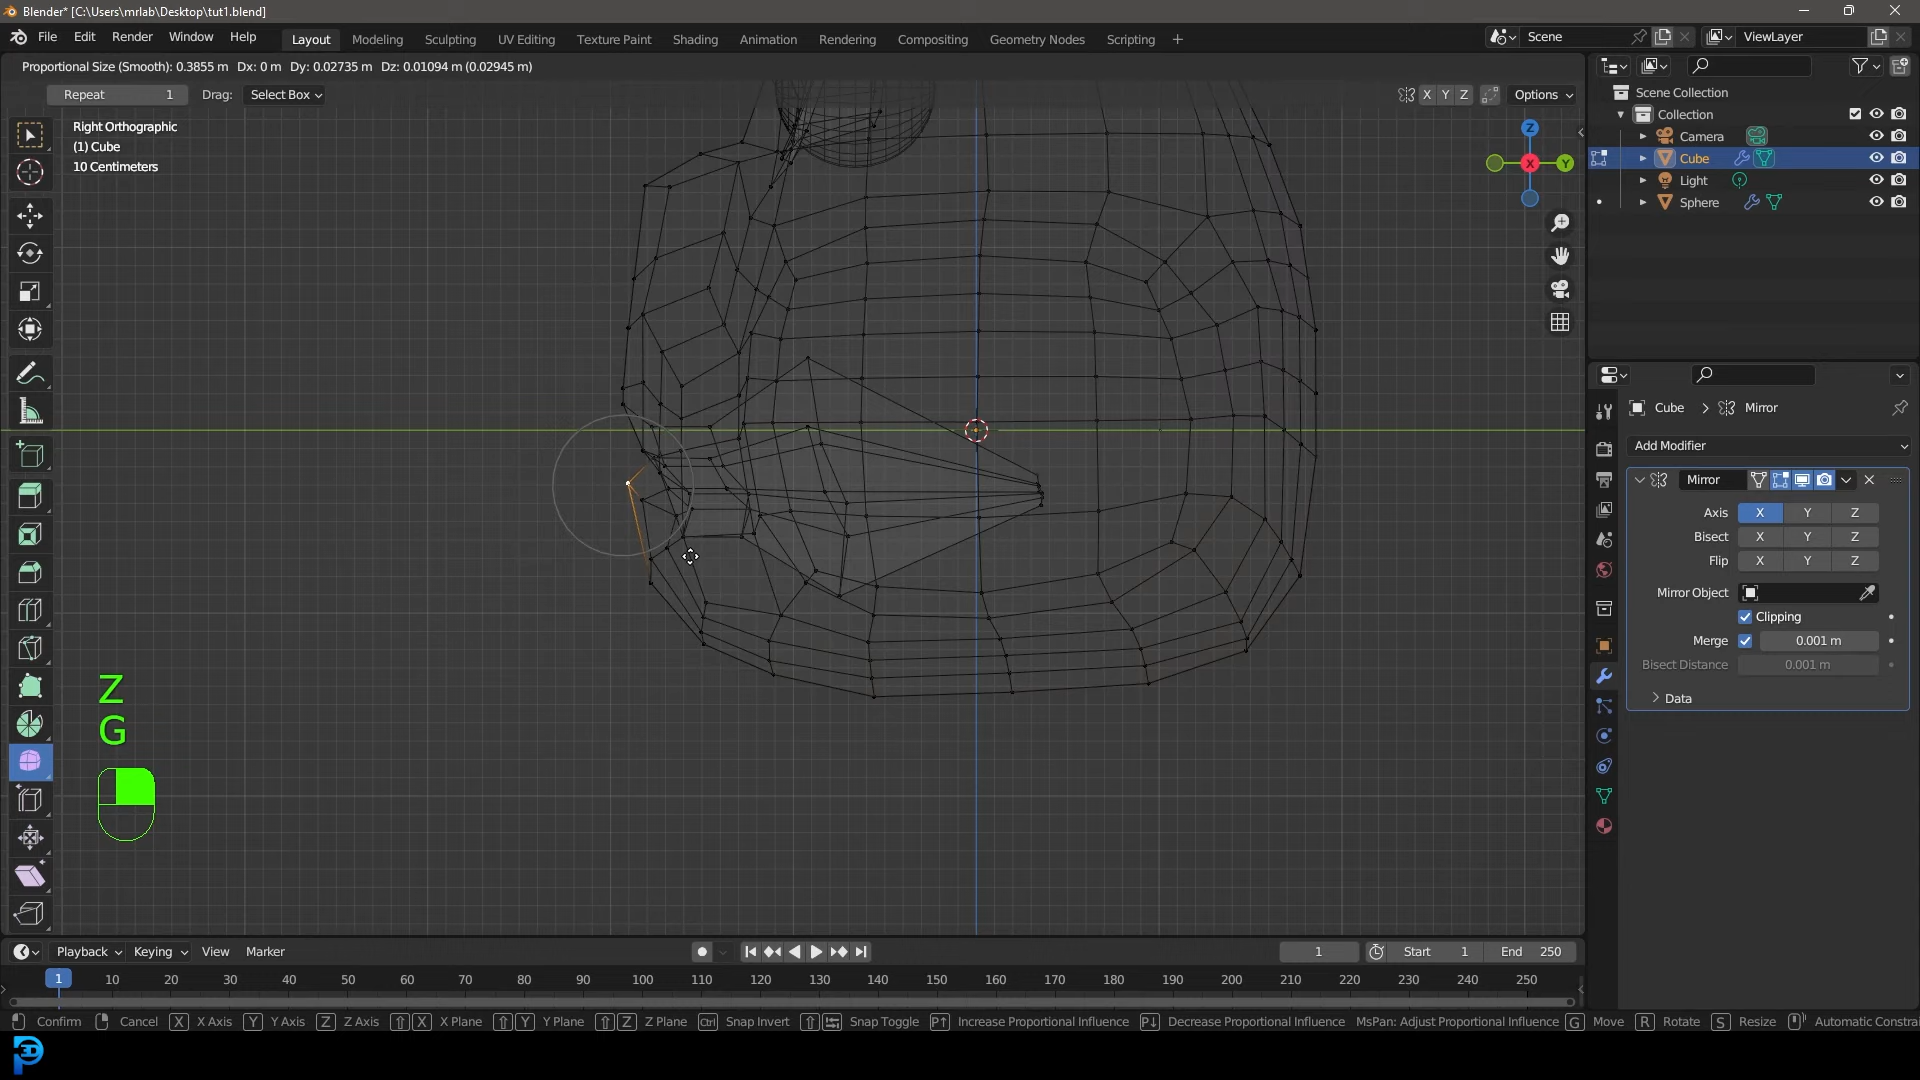 Blender* [C:\Users\mrlab\Desktop\tut1.blend]
File Edit Render Window Help Layout Modeling Sculpting UV Editing Texture Paint Shading Animation Rendering Compositing Geometry Nodes Scripting + Scene ViewLayer
Proportional Size (Smooth): 0.3855 m Dx: 0 m Dy: 0.02735 m Dz: 0.01094 m (0.02945 m)
Repeat 1 Drag: Select Box X Y Z Options
Right Orthographic
(1) Cube
10 Centimeters
Z
Y
X
Scene Collection
Collection
Camera
Cube
Light
Sphere
Cube > Mirror
Add Modifier
Mirror
Axis X Y Z
Bisect X Y Z
Flip X Y Z
Mirror Object
Clipping
Merge 0.001 m
Bisect Distance 0.001 m
Data
Z
G
Playback Keying View Marker 1 Start 1 End 250
1 10 20 30 40 50 60 70 80 90 100 110 120 130 140 150 160 170 180 190 200 210 220 230 240 250
Confirm Cancel X X Axis Y Y Axis Z Z Axis X X Plane Y Y Plane Z Z Plane Ctrl Snap Invert Snap Toggle P↑ Increase Proportional Influence P↓ Decrease Proportional Influence MsPan: Adjust Proportional Influence G Move R Rotate S Resize Automatic Constrai